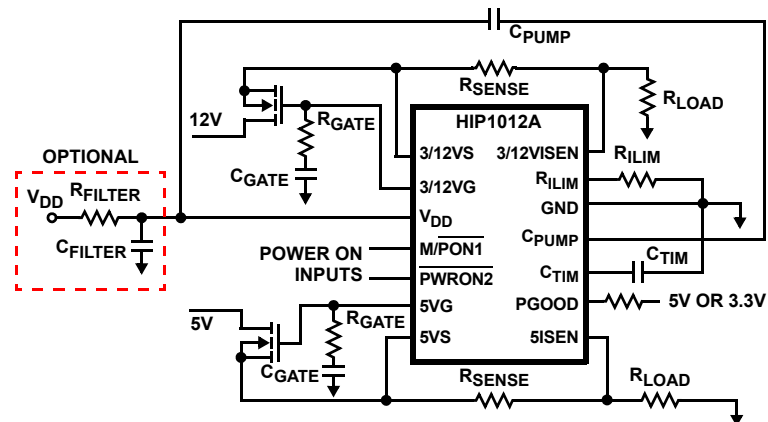 CPUMP
RSENSE
RLOAD
12V
RGATE
CGATE
HIP1012A
3/12VS
3/12VISEN
RILIM
3/12VG
RILIM
OPTIONAL
VDD
RFILTER
CFILTER
VDD
GND
POWER ON
INPUTS
M/PON1
CPUMP
PWRON2
CTIM
CTIM
5VG
PGOOD
5V OR 3.3V
5V
RGATE
5VS
5ISEN
CGATE
RSENSE
RLOAD